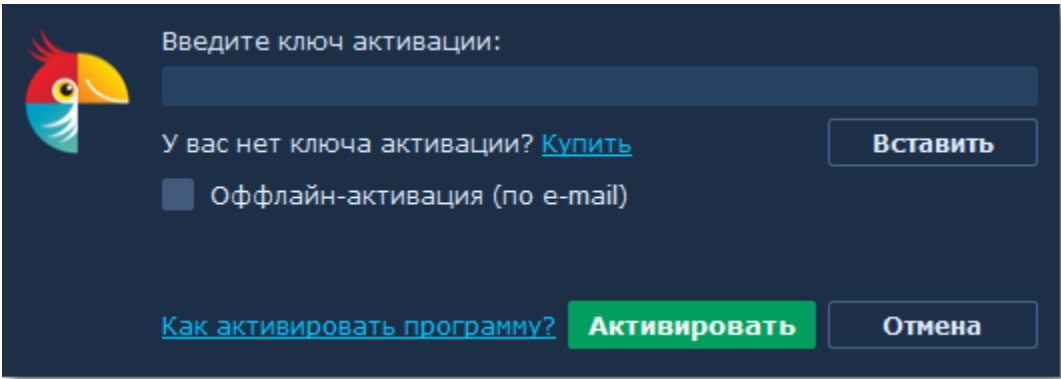 Введите ключ активации:
У вас нет ключа активации? Купить
Вставить
Оффлайн-активация (по e-mail)
Как активировать программу?
Активировать
Отмена